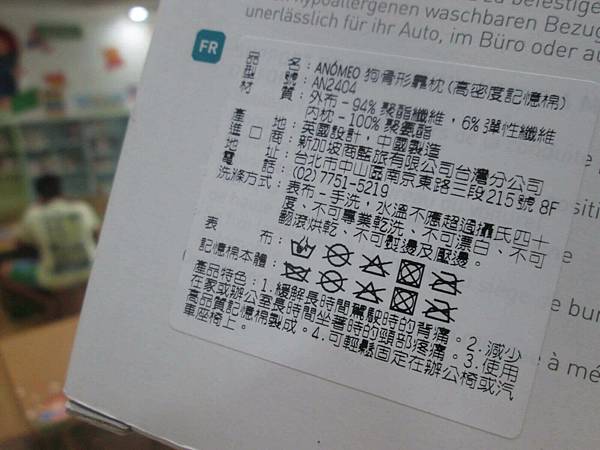 hypoallergenen waschbaren Bezug
unerlässlich für ihr Auto, im Büro oder
FR
品名：ANÓMEO 狗骨形靠枕(高密度記憶棉)
型號：AN2404
材質：外布-94% 聚酯纖維，6% 彈性纖維
內枕-100% 聚氨酯
產地：英國設計，中國製造
進口商：新加坡商酷旅有限公司台灣分公司
地址：台北市中山區南京東路三段215號 8F
電話：(02) 7751-5219
洗滌方式：表布-手洗，水溫不應超過攝氏四十
度、不可專業乾洗、不可漂白、不可
翻滾烘乾、不可熨邊及壓邊。
表布：
記憶棉本體：
產品特色：1.緩解長時間駕駛時的背痛。2.減少
在家或辦公室長時間坐著時的頸部疼痛。3.使用
高品質記憶棉製成。4.可輕鬆固定在辦公椅或汽
車座椅上。